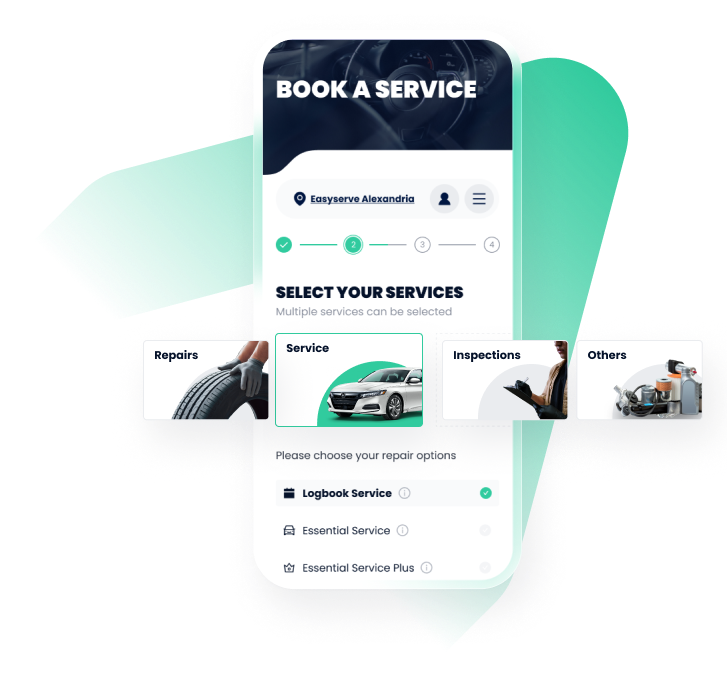 BOOK A SERVICE
Easyserve Alexandria
2 3 4
SELECT YOUR SERVICES
Multiple services can be selected
Repairs Service Inspections Others
Please choose your repair options
Logbook Service
Essential Service
Essential Service Plus